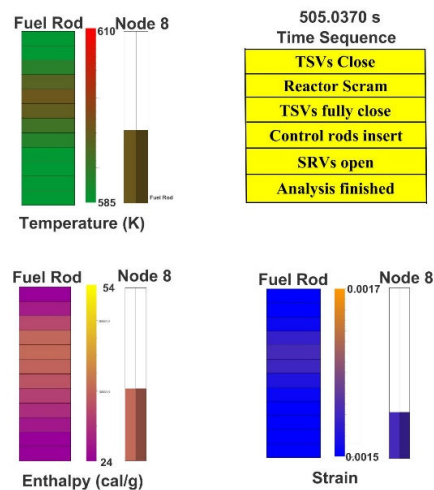 Fuel Rod
Node 8
610
585
Fuel Rod
Temperature (K)
505.0370 s
Time Sequence
TSVs Close
Reactor Scram
TSVs fully close
Control rods insert
SRVs open
Analysis finished
Fuel Rod
Node 8
54
24
Enthalpy (cal/g)
Fuel Rod
Node 8
0.0017
0.0015
Strain